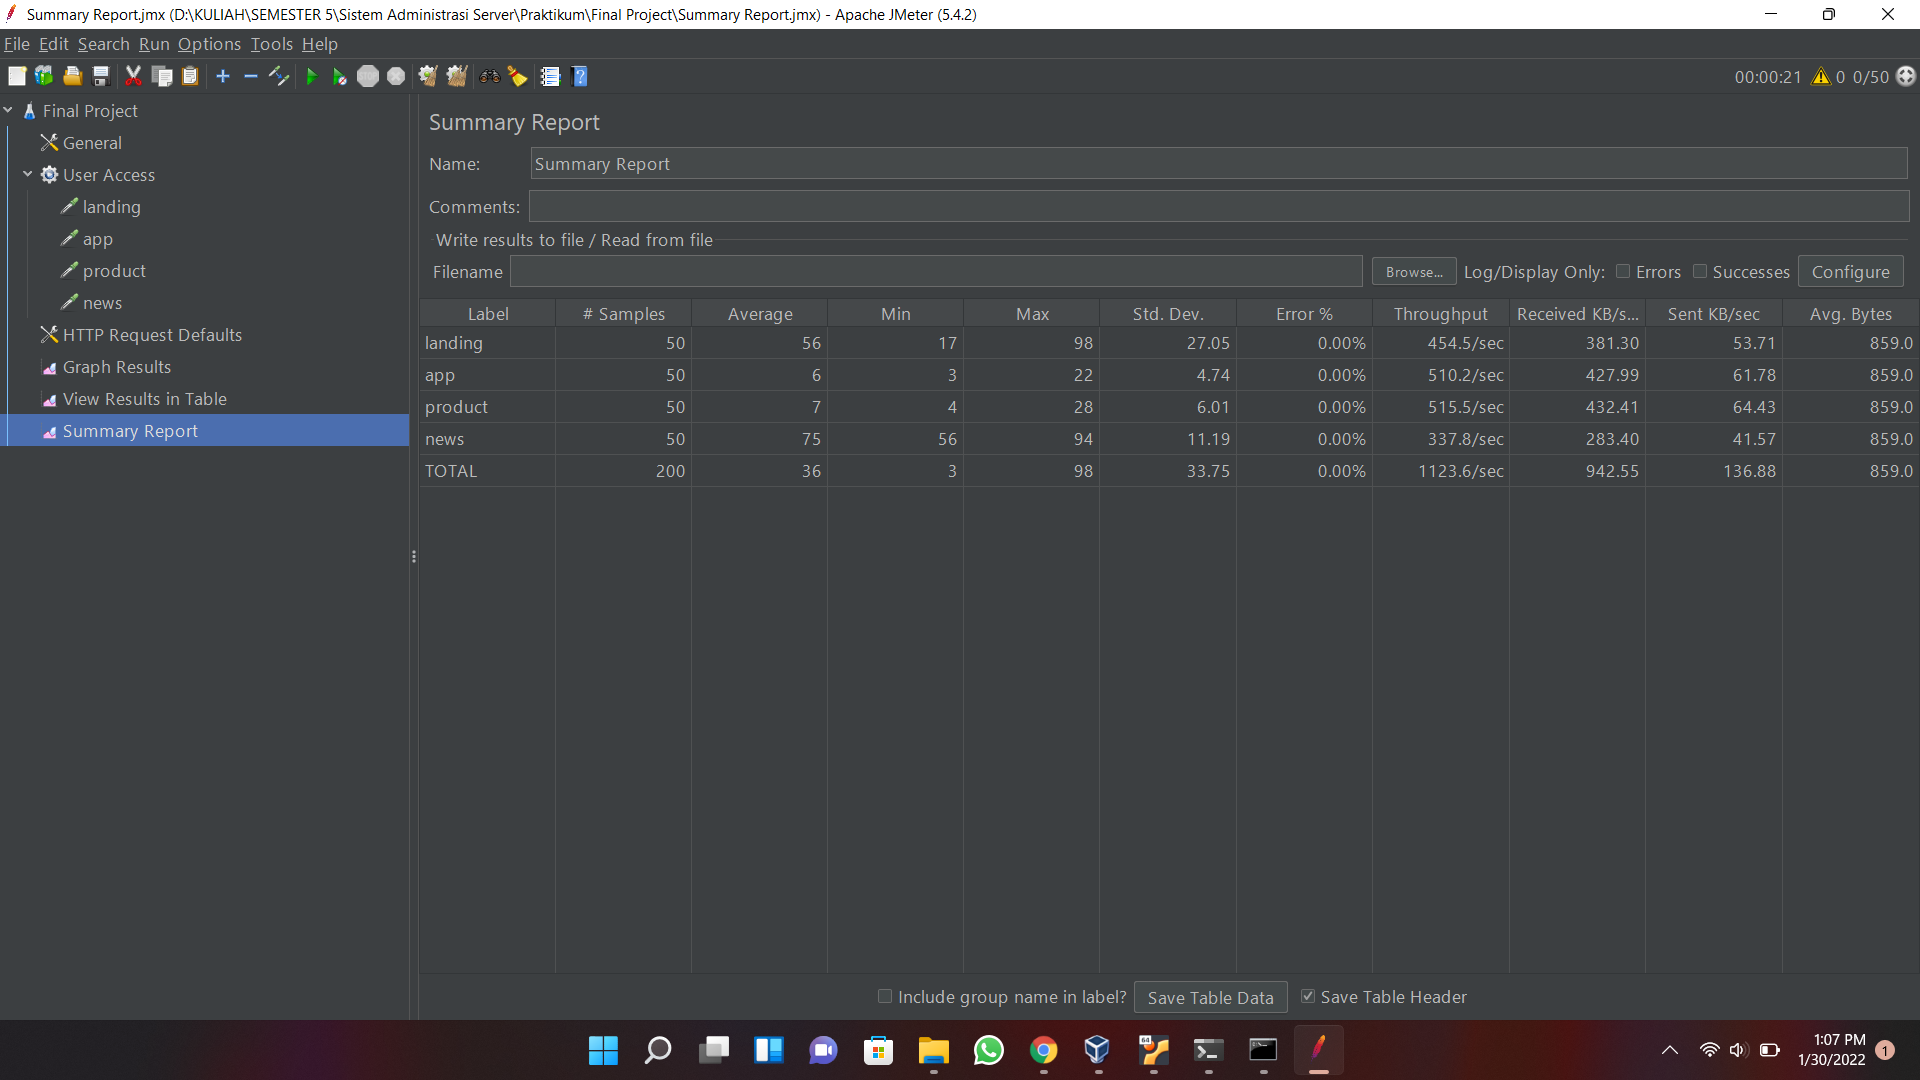 Summary Report.jmx (D:\KULIAH\SEMESTER 5\Sistem Administrasi Server\Praktikum\Final Project\Summary Report.jmx) - Apache JMeter (5.4.2)
File Edit Search Run Options Tools Help
00:00:21 0 0/50
Final Project
General
User Access
landing
app
product
news
HTTP Request Defaults
Graph Results
View Results in Table
Summary Report
Summary Report
Name: Summary Report
Comments:
Write results to file / Read from file
Filename Browse... Log/Display Only: Errors Successes Configure
Label # Samples Average Min Max Std. Dev. Error % Throughput Received KB/s... Sent KB/sec Avg. Bytes
landing 50 56 17 98 27.05 0.00% 454.5/sec 381.30 53.71 859.0
app 50 6 3 22 4.74 0.00% 510.2/sec 427.99 61.78 859.0
product 50 7 4 28 6.01 0.00% 515.5/sec 432.41 64.43 859.0
news 50 75 56 94 11.19 0.00% 337.8/sec 283.40 41.57 859.0
TOTAL 200 36 3 98 33.75 0.00% 1123.6/sec 942.55 136.88 859.0
Include group name in label? Save Table Data Save Table Header
64
1:07 PM
1/30/2022 1